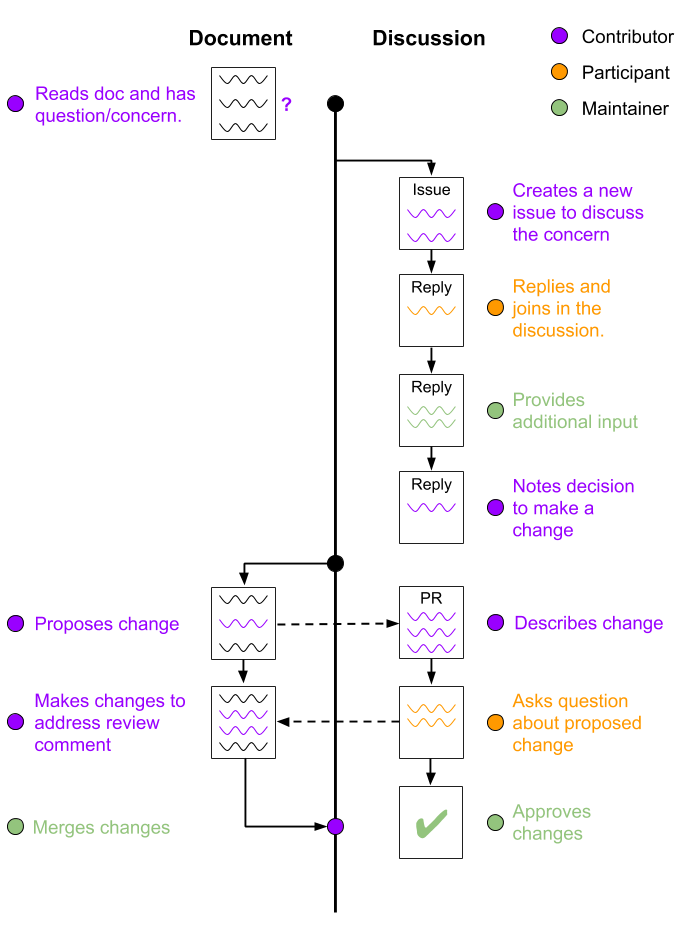 Document
Discussion
Contributor
Participant
Maintainer
Reads doc and has
question/concern.
?
Issue
Creates a new
issue to discuss
the concern
Reply
Replies and
joins in the
discussion.
Reply
Provides
additional input
Reply
Notes decision
to make a
change
Proposes change
PR
Describes change
Makes changes to
address review
comment
Asks question
about proposed
change
Merges changes
Approves
changes